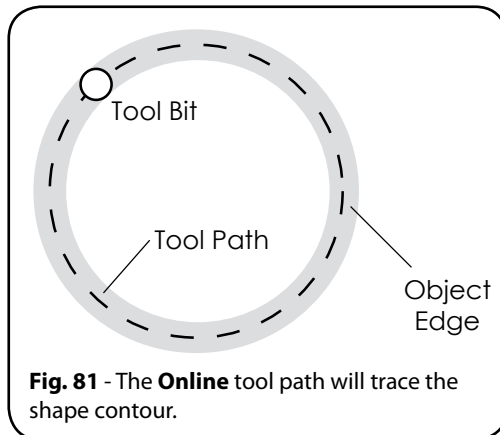 Tool Bit
Tool Path
Object
Edge
Fig. 81 - The Online tool path will trace the
shape contour.